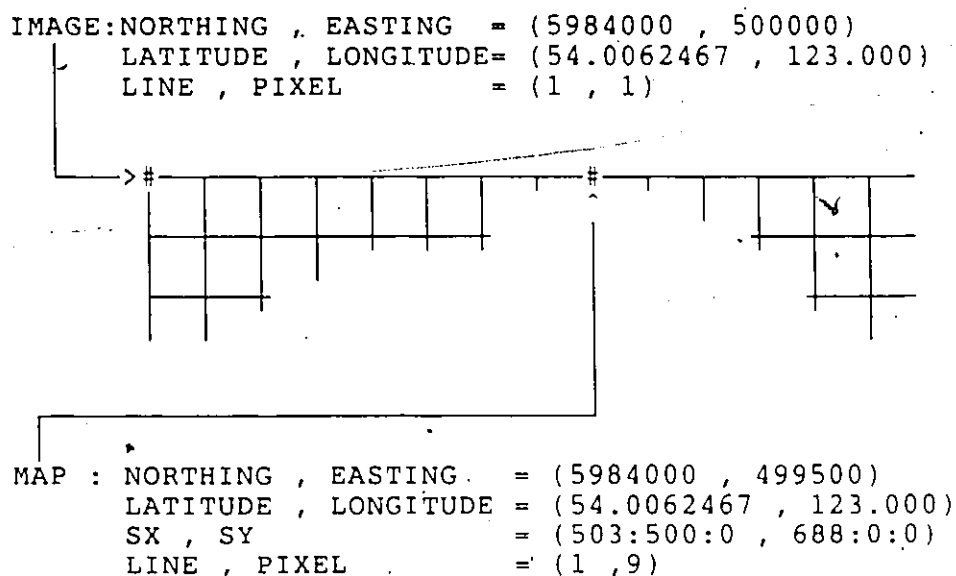 IMAGE:NORTHING , EASTING = (5984000 , 500000)
LATITUDE , LONGITUDE= (54.0062467 , 123.000)
LINE , PIXEL = (1 , 1)
># #
^
MAP : NORTHING , EASTING = (5984000 , 499500)
LATITUDE , LONGITUDE = (54.0062467 , 123.000)
SX , SY = (503:500:0 , 688:0:0)
LINE , PIXEL = (1 ,9)